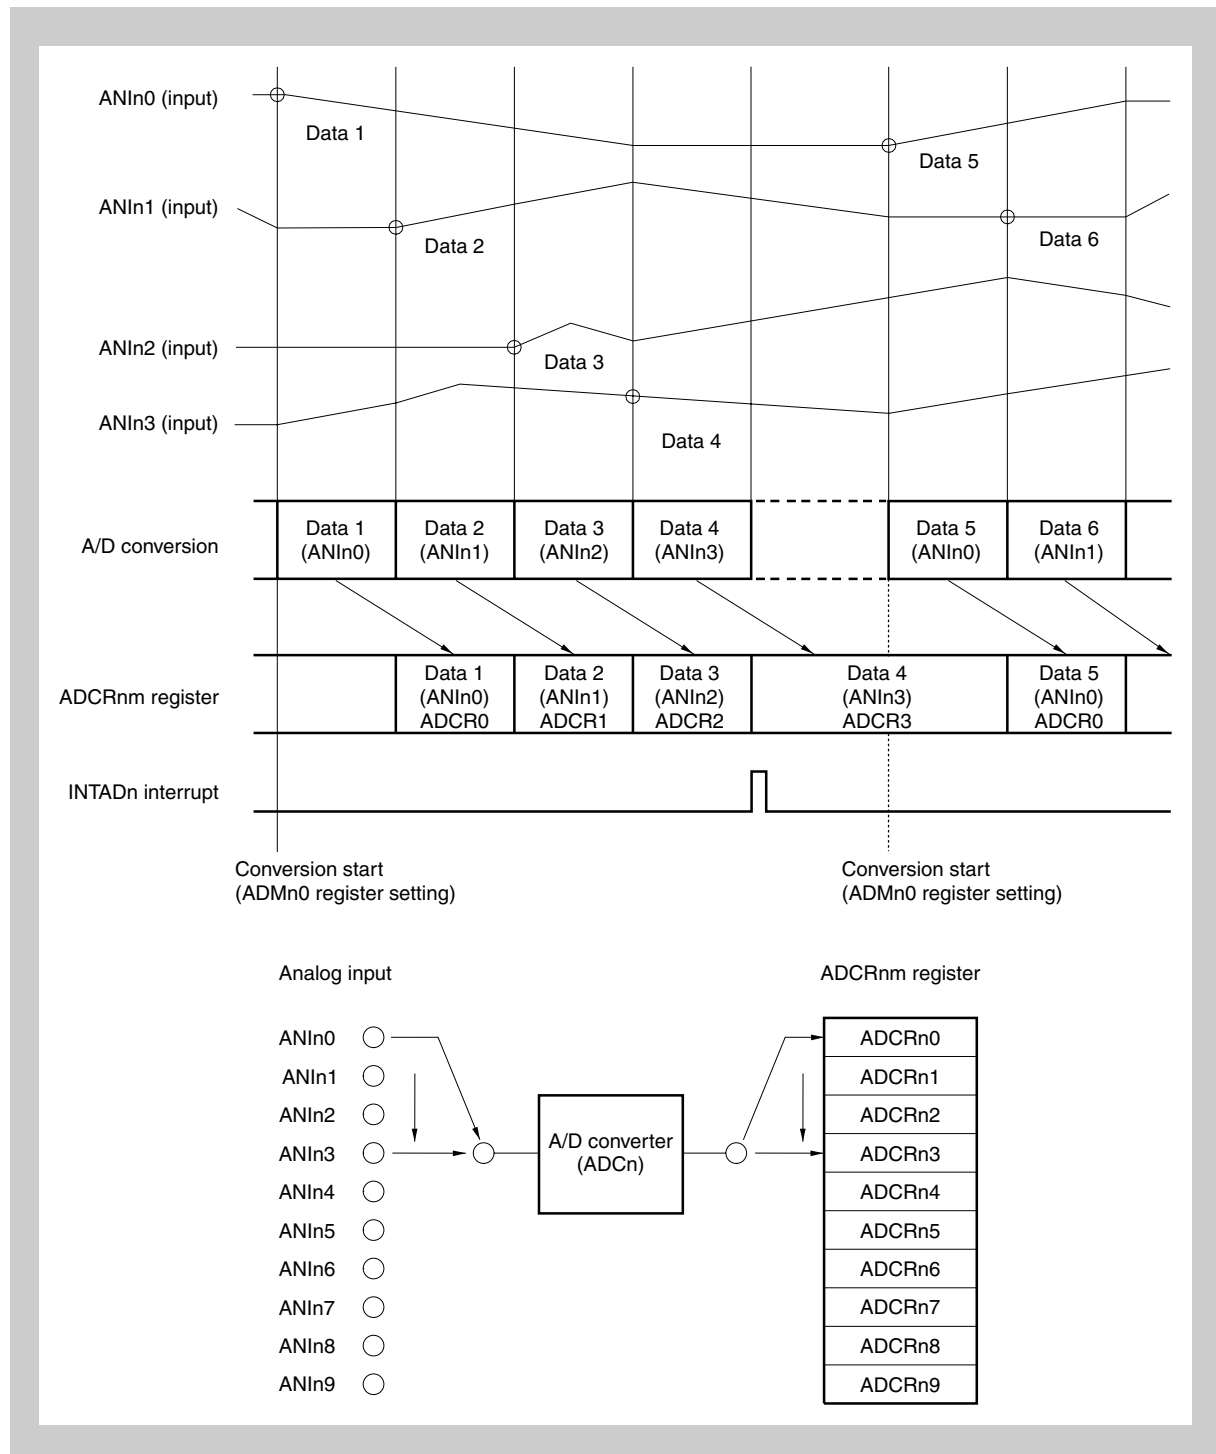 ANIn0 (input)
Data 1
Data 5
ANIn1 (input)
Data 2
Data 6
ANIn2 (input)
Data 3
ANIn3 (input)
Data 4
A/D conversion
Data 1
(ANIn0)
Data 2
(ANIn1)
Data 3
(ANIn2)
Data 4
(ANIn3)
Data 5
(ANIn0)
Data 6
(ANIn1)
ADCRnm register
Data 1
(ANIn0)
ADCR0
Data 2
(ANIn1)
ADCR1
Data 3
(ANIn2)
ADCR2
Data 4
(ANIn3)
ADCR3
Data 5
(ANIn0)
ADCR0
INTADn interrupt
Conversion start
(ADMn0 register setting)
Conversion start
(ADMn0 register setting)
Analog input
ANIn0
ANIn1
ANIn2
ANIn3
ANIn4
ANIn5
ANIn6
ANIn7
ANIn8
ANIn9
A/D converter
(ADCn)
ADCRnm register
ADCRn0
ADCRn1
ADCRn2
ADCRn3
ADCRn4
ADCRn5
ADCRn6
ADCRn7
ADCRn8
ADCRn9